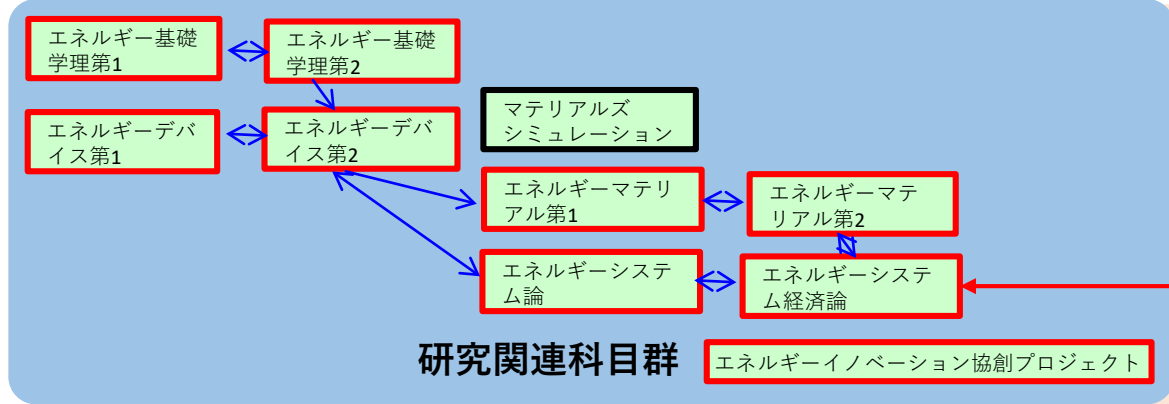 エネルギー基礎
学理第1
エネルギー基礎
学理第2
エネルギーデバ
イス第1
エネルギーデバ
イス第2
マテリアルズ
シミュレーション
エネルギーマテリ
アル第1
エネルギーマテ
リアル第2
エネルギーシステ
ム論
エネルギーシステ
ム経済論
研究関連科目群
エネルギーイノベーション協創プロジェクト